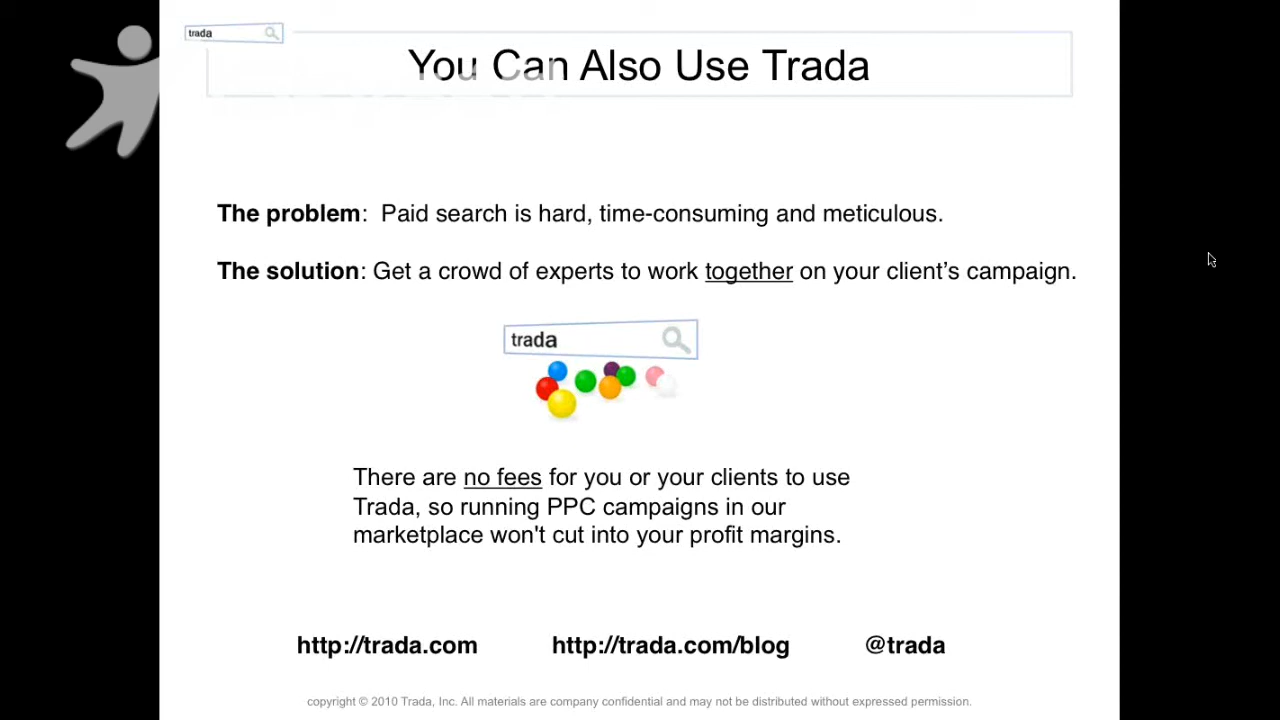 trada
You Can Also Use Trada
The problem:  Paid search is hard, time-consuming and meticulous.
The solution: Get a crowd of experts to work together on your client’s campaign.
trada
There are no fees for you or your clients to use
Trada, so running PPC campaigns in our
marketplace won't cut into your profit margins.
http://trada.com http://trada.com/blog @trada
copyright © 2010 Trada, Inc. All materials are company confidential and may not be distributed without expressed permission.